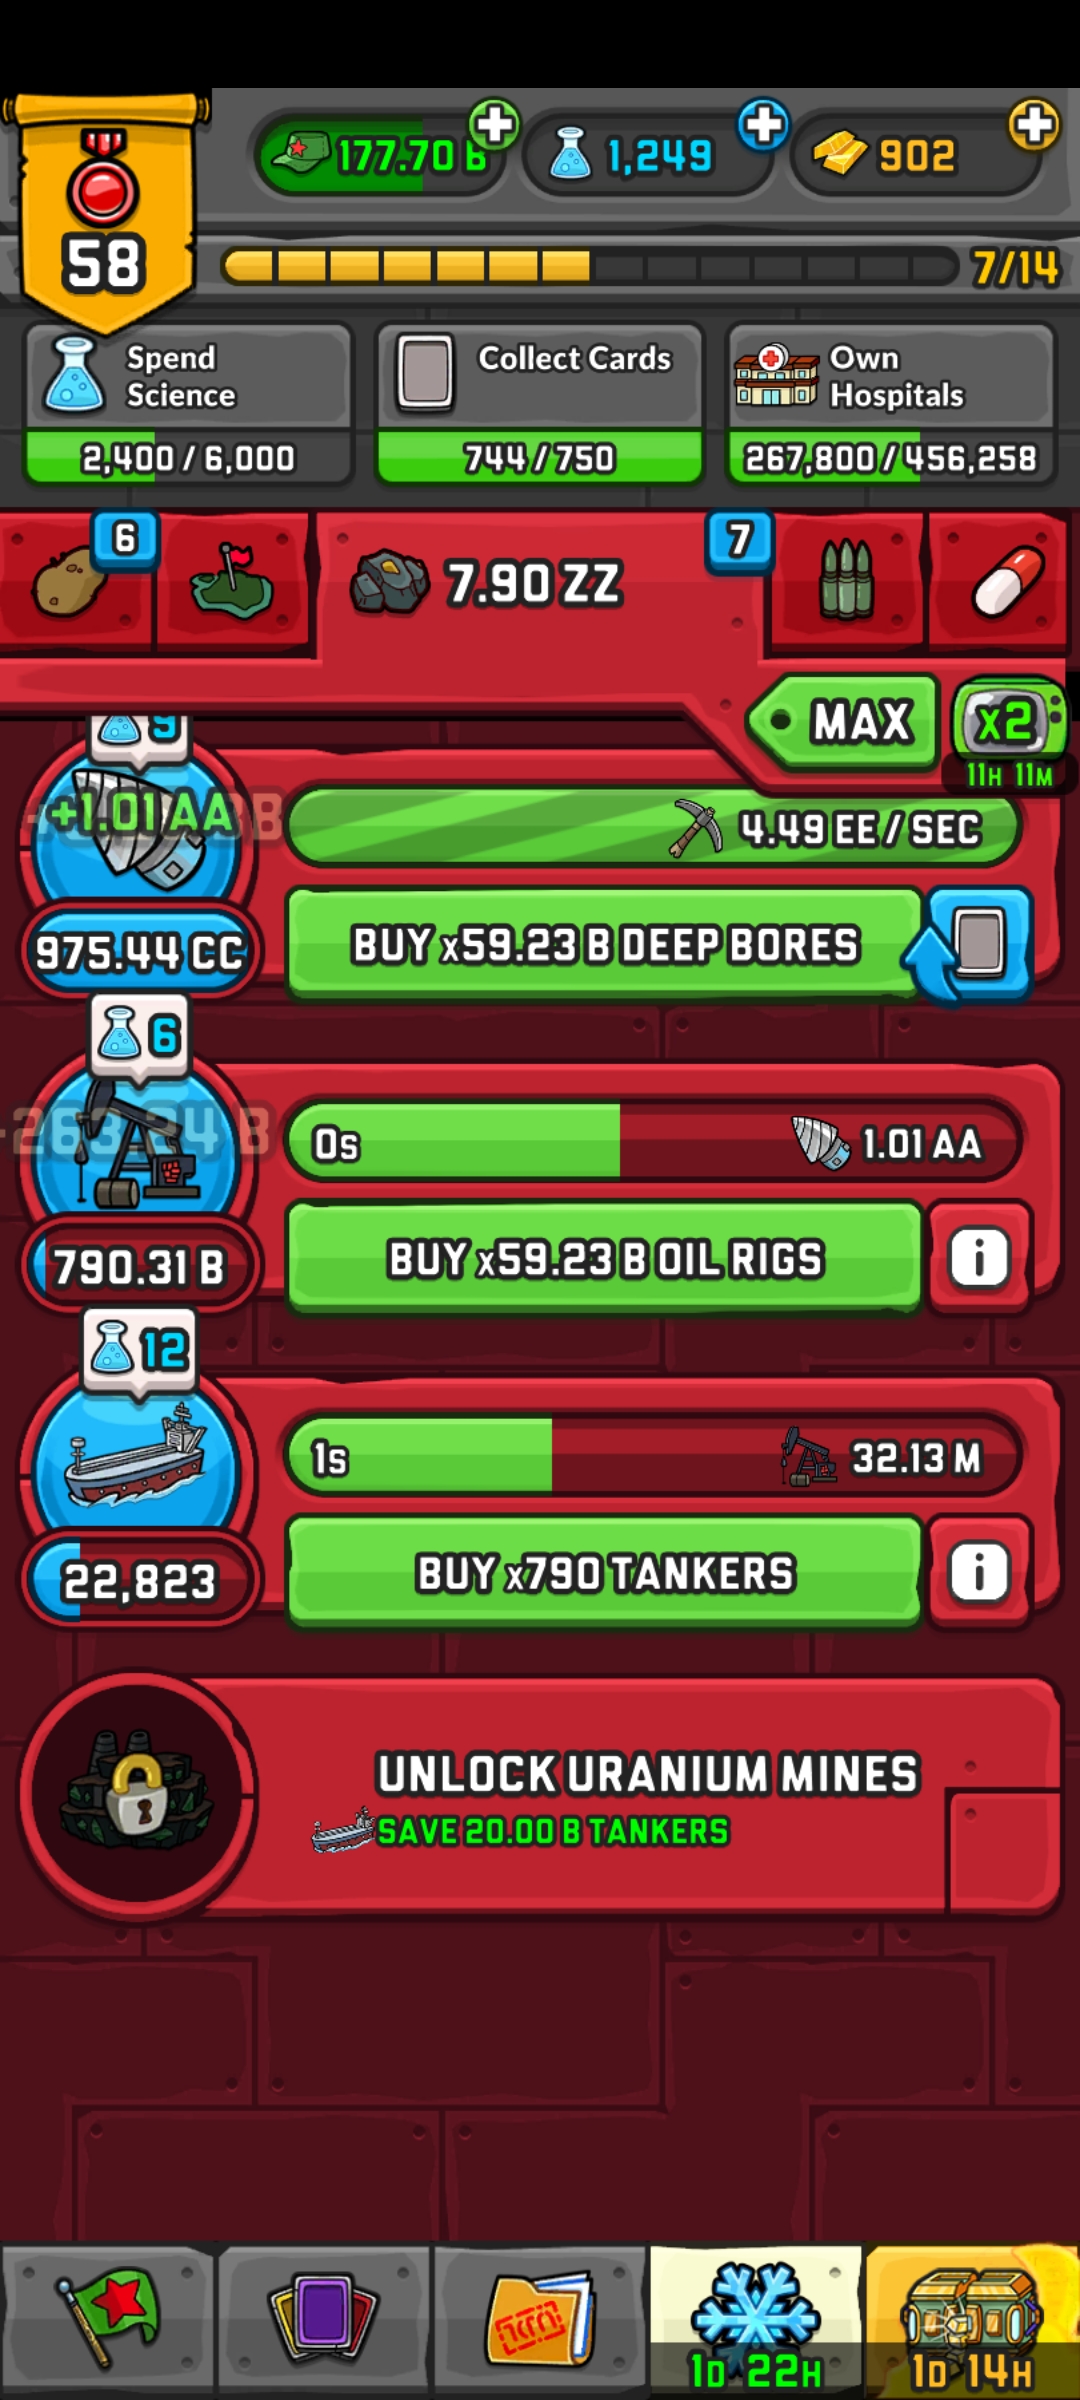 177.70 B
1,249
902
58
7/14
Spend
Science
2,400 / 6,000
Collect Cards
744 / 750
Own
Hospitals
267,800 / 456,258
6
7.90 ZZ
7
MAX
x2
11H 11M
9
+1.01 AA
4.49 EE / SEC
975.44 CC
BUY x59.23 B DEEP BORES
6
-263.24 B
0s
1.01 AA
790.31 B
BUY x59.23 B OIL RIGS
i
12
1s
32.13 M
22,823
BUY x790 TANKERS
i
UNLOCK URANIUM MINES
SAVE 20.00 B TANKERS
1D 22H
1D 14H